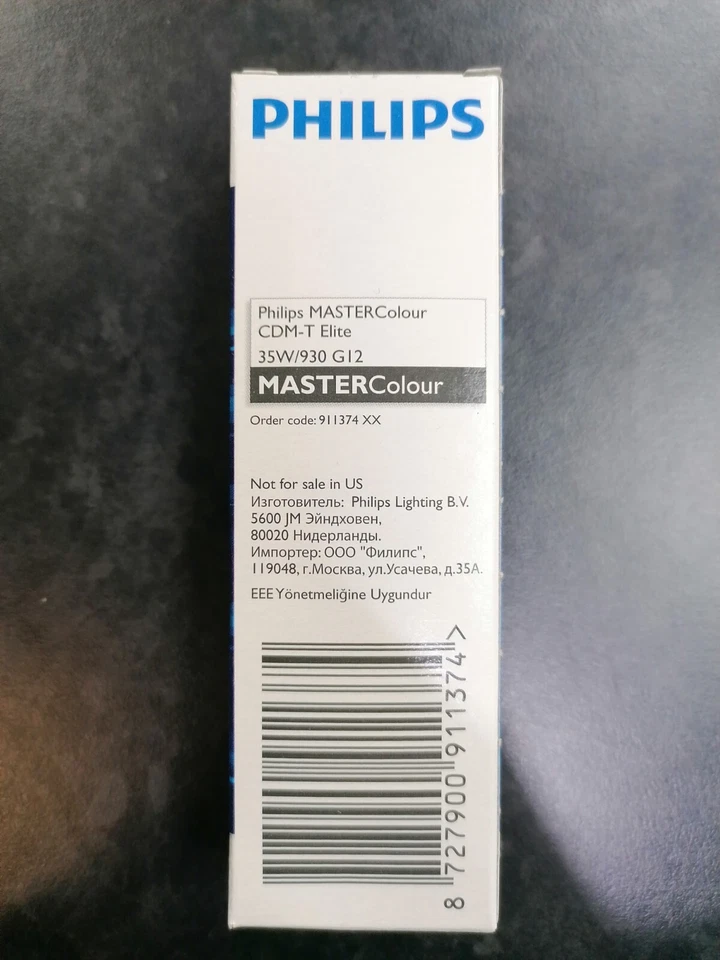 PHILIPS
Philips MASTERColour
CDM-T Elite
35W/930 G12
MASTERColour
Order code: 911374 XX
Not for sale in US
Изготовитель: Philips Lighting B.V.
5600 JM Эйндховен,
80020 Нидерланды.
Импортер: ООО "Филипс",
119048, г.Москва, ул.Усачева, д.35А.
EEE Yönetmeliğine Uygundur
8 727900 911374 >